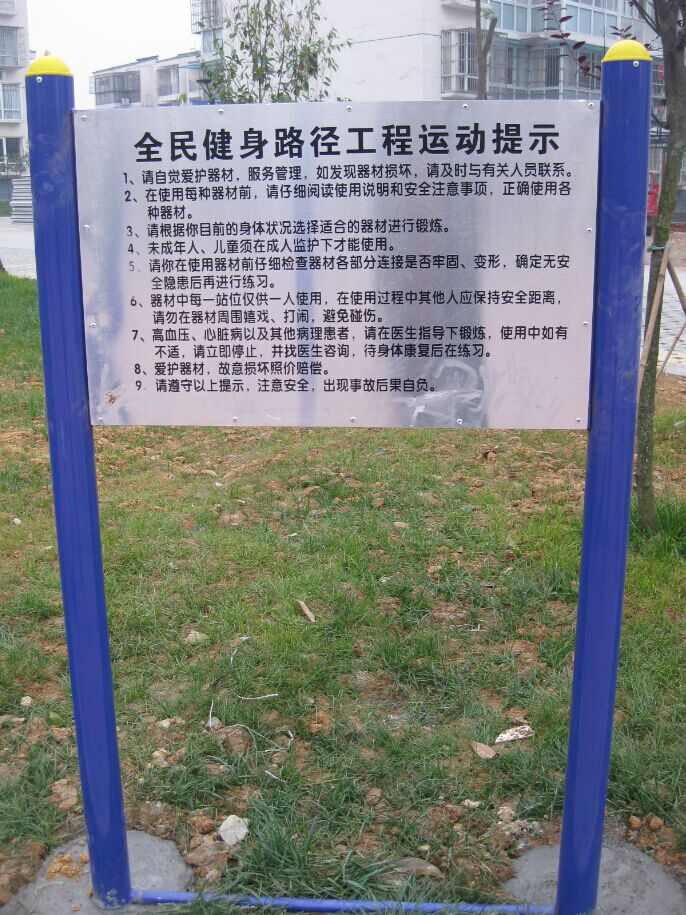 全民健身路径工程运动提示
1、请自觉爱护器材，服务管理，如发现器材损坏，请及时与有关人员联系。
2、在使用每种器材前，请仔细阅读使用说明和安全注意事项，正确使用各
种器材。
3、请根据你目前的身体状况选择适合的器材进行锻炼。
4、未成年人、儿童须在成人监护下才能使用。
5、请你在使用器材前仔细检查器材各部分连接是否牢固、变形，确定无安
全隐患后再进行练习。
6、器材中每一站位仅供一人使用，在使用过程中其他人应保持安全距离，
请勿在器材周围嬉戏、打闹，避免碰伤。
7、高血压、心脏病以及其他病理患者，请在医生指导下锻炼，使用中如有
不适，请立即停止，并找医生咨询，待身体康复后在练习。
8、爱护器材，故意损坏照价赔偿。
9、请遵守以上提示，注意安全，出现事故后果自负。